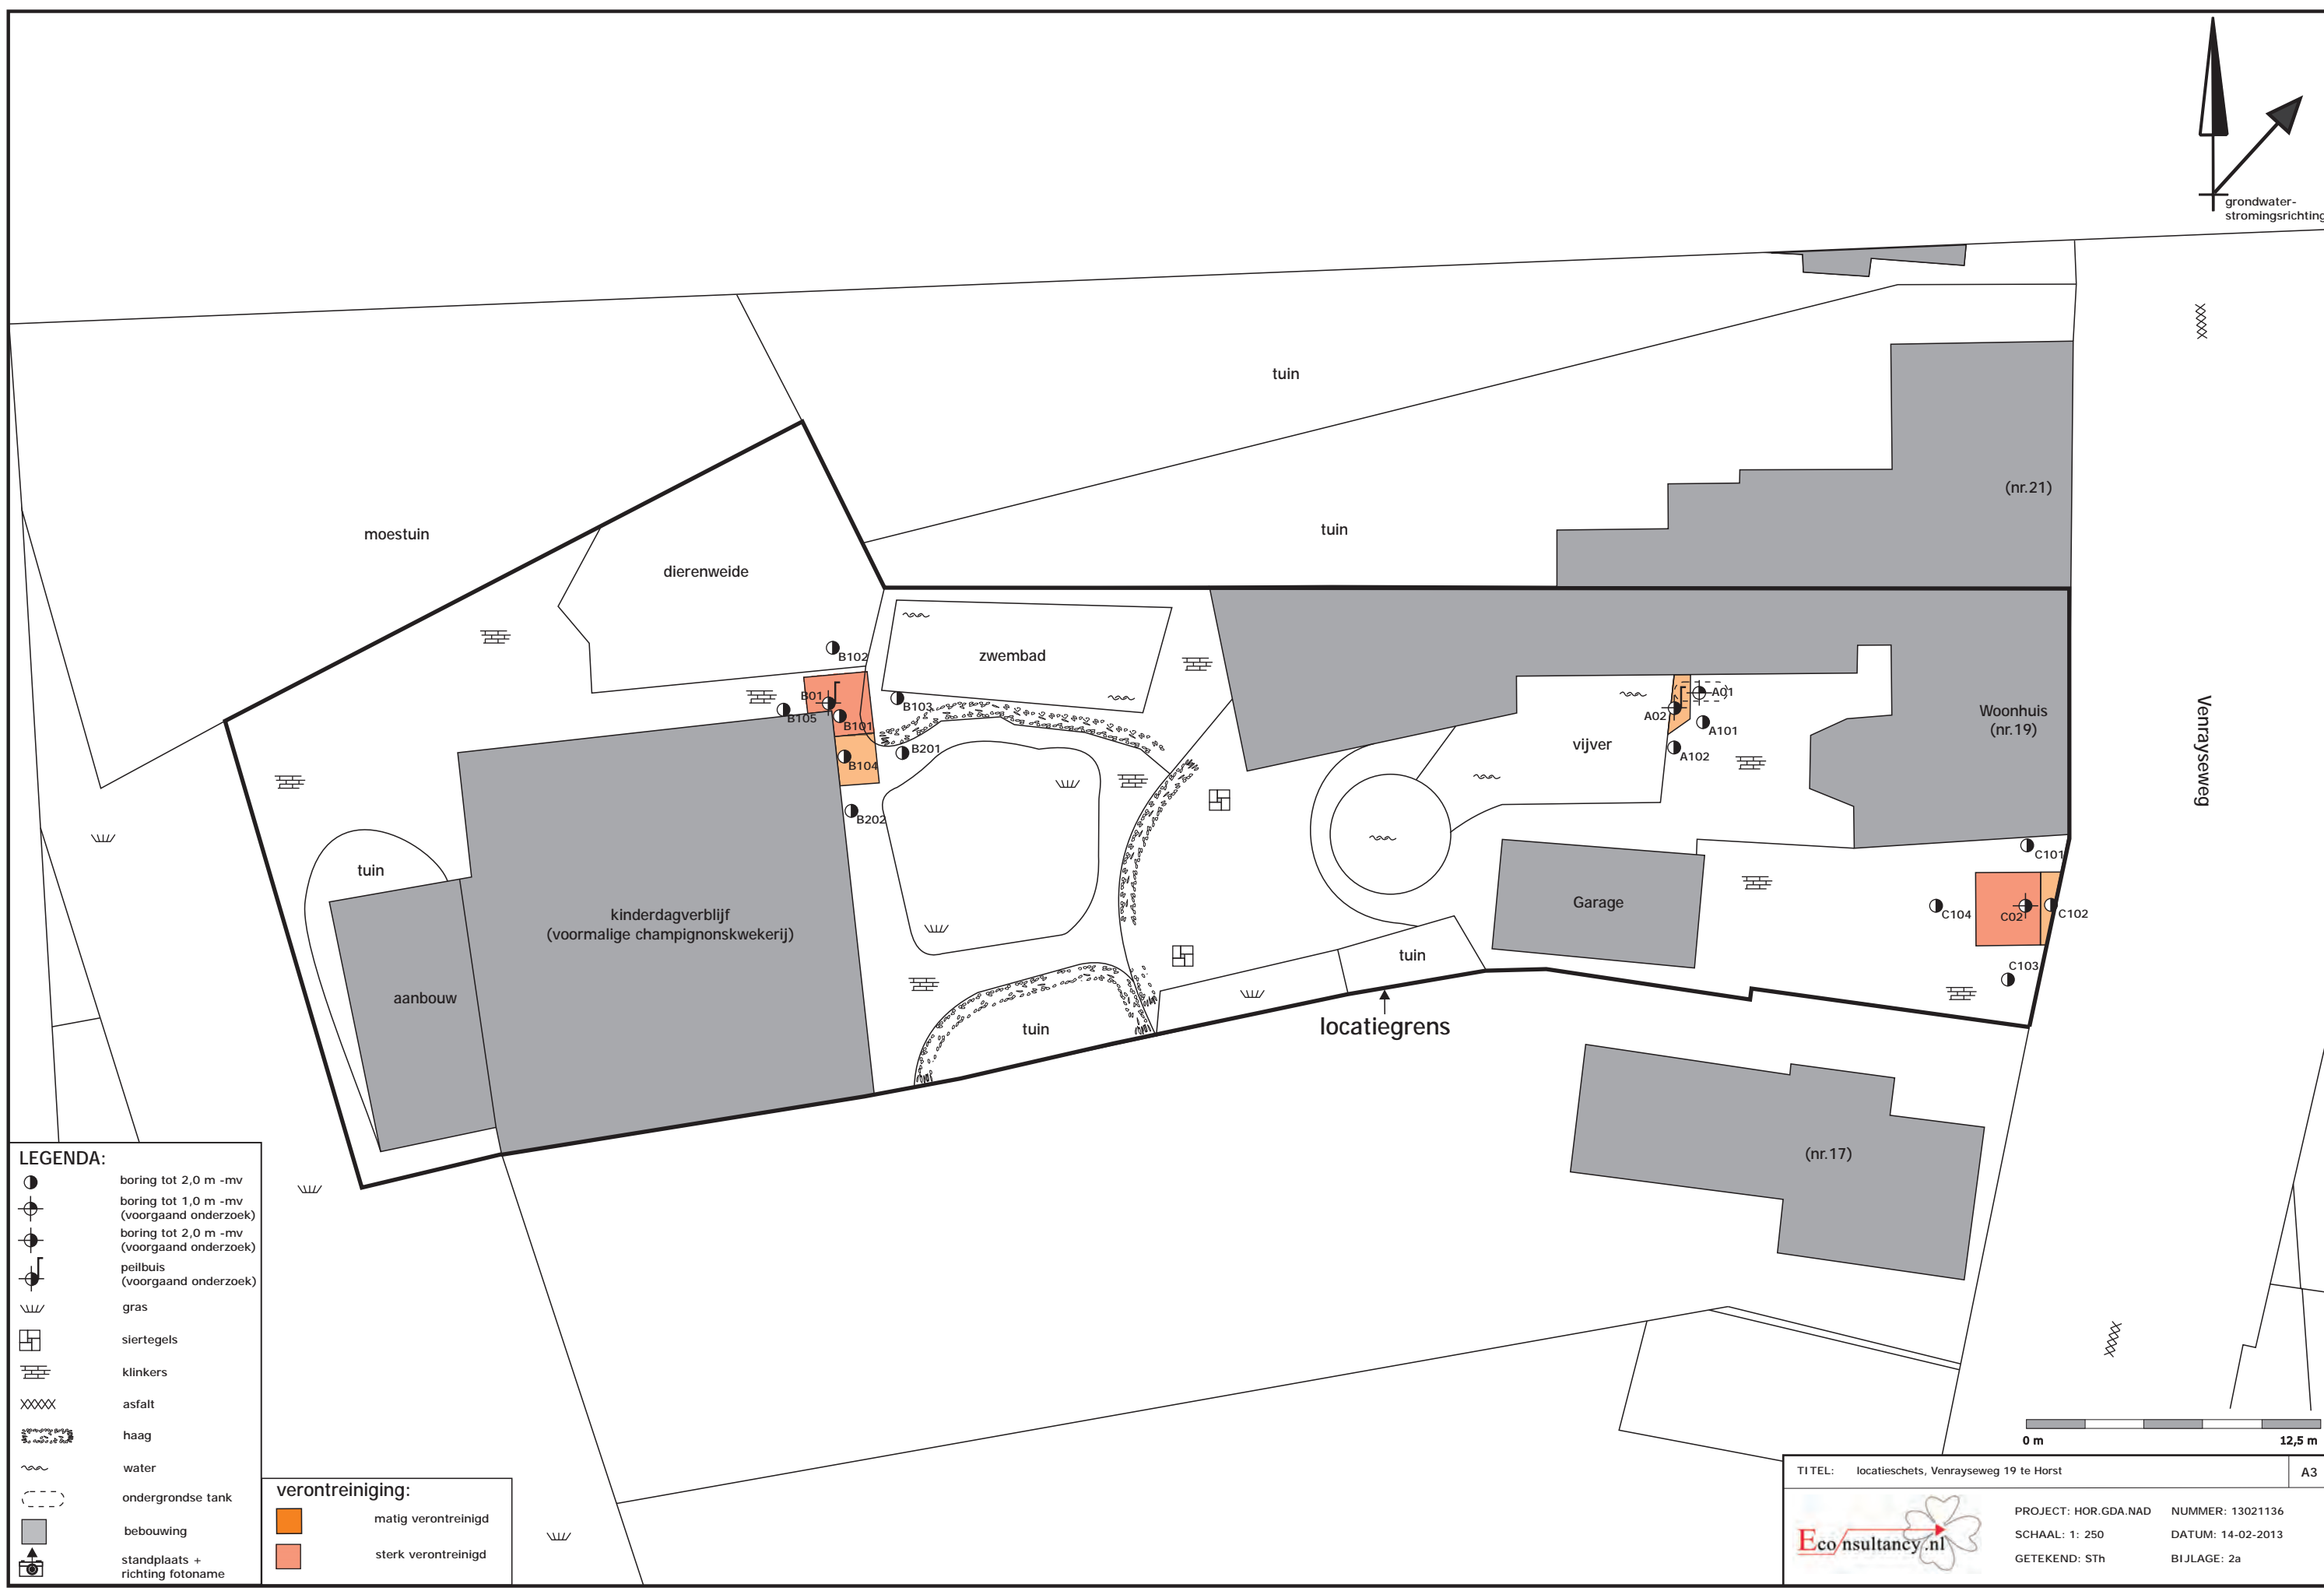 grondwater-
stromingsrichting
tuin
(nr.21)
moestuin
tuin
dierenweide
B102
zwembad
B01
B105
B101
B103
B201
B104
B202
A01
A02
A101
A102
vijver
Woonhuis
(nr.19)
Venrayseweg
tuin
kinderdagverblijf
(voormalige champignonskwekerij)
Garage
C101
C104
C02
C102
C103
tuin
aanbouw
tuin
locatiegrens
(nr.17)
LEGENDA:
boring tot 2,0 m -mv
boring tot 1,0 m -mv
(voorgaand onderzoek)
boring tot 2,0 m -mv
(voorgaand onderzoek)
peilbuis
(voorgaand onderzoek)
gras
siertegels
klinkers
asfalt
haag
water
ondergrondse tank
bebouwing
standplaats +
richting fotoname
verontreiniging:
matig verontreinigd
sterk verontreinigd
0 m 12,5 m
TITEL: locatieschets, Venrayseweg 19 te Horst A3
Econsultancy.nl
PROJECT: HOR.GDA.NAD NUMMER: 13021136
SCHAAL: 1: 250 DATUM: 14-02-2013
GETEKEND: STh BIJLAGE: 2a